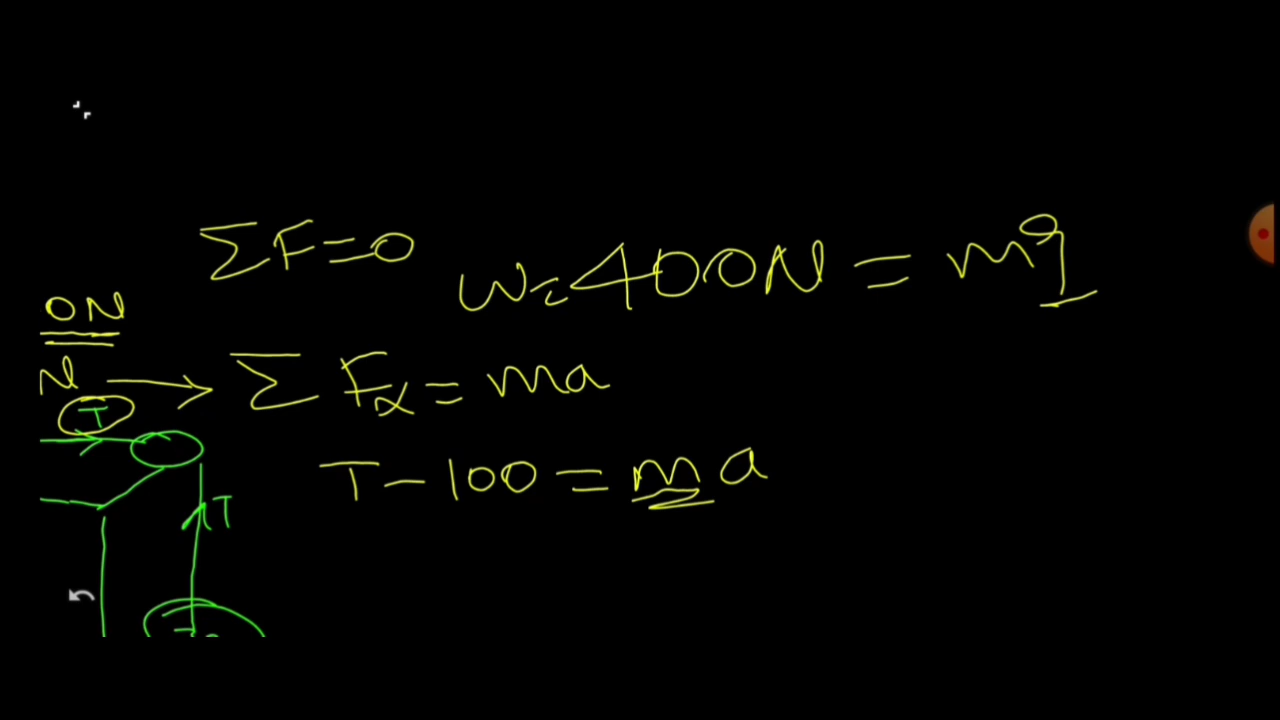 ΣF=0
W=400N = mg
ON
N → ΣFx = ma
T
T-100 = ma
T